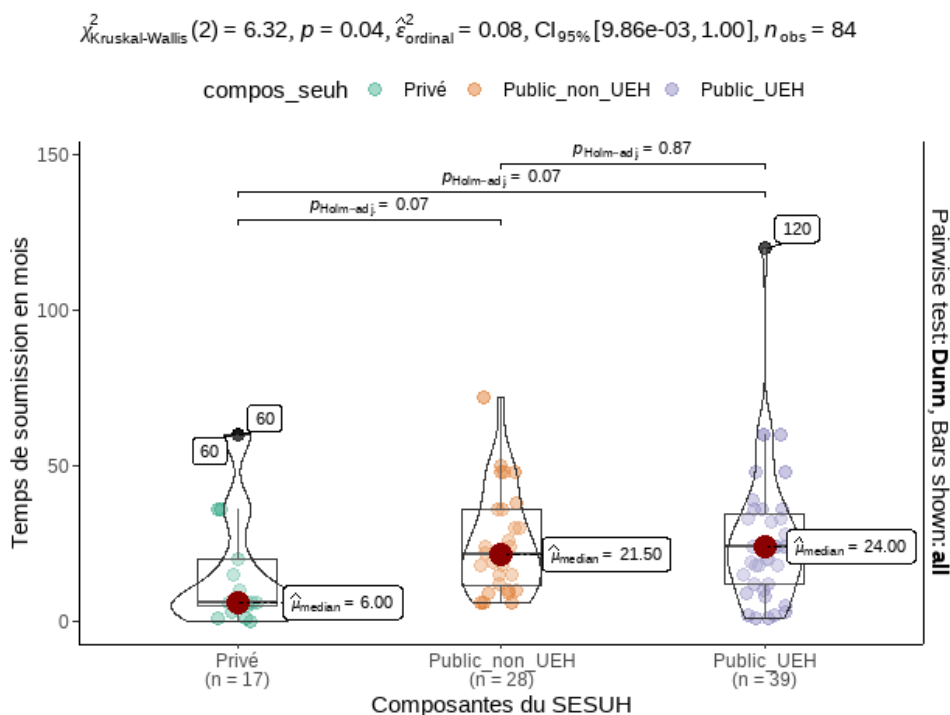 χ²Kruskal-Wallis(2) = 6.32, p = 0.04, ε̂²ordinal = 0.08, CI95% [9.86e-03, 1.00], nobs = 84
compos_seuh Privé Public_non_UEH Public_UEH
Temps de soumission en mois
150
100
50
0
pHolm-adj. = 0.87
pHolm-adj. = 0.07
pHolm-adj. = 0.07
120
60
60
μ̂median = 6.00
μ̂median = 21.50
μ̂median = 24.00
Pairwise test: Dunn, Bars shown: all
Privé
(n = 17)
Public_non_UEH
(n = 28)
Public_UEH
(n = 39)
Composantes du SESUH